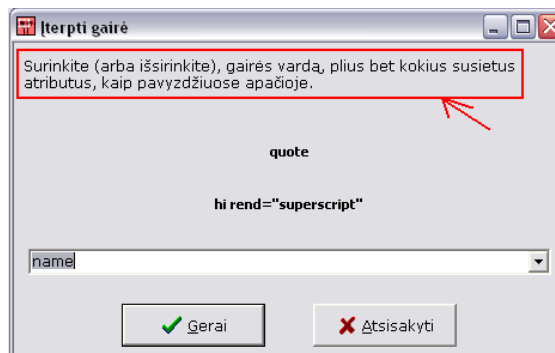 Įterpti gairė
Surinkite (arba išsirinkite), gairės vardą, plius bet kokius susietus
atributus, kaip pavyzdžiuose apačioje.
quote
hi rend="superscript"
name
Gerai
Atsisakyti